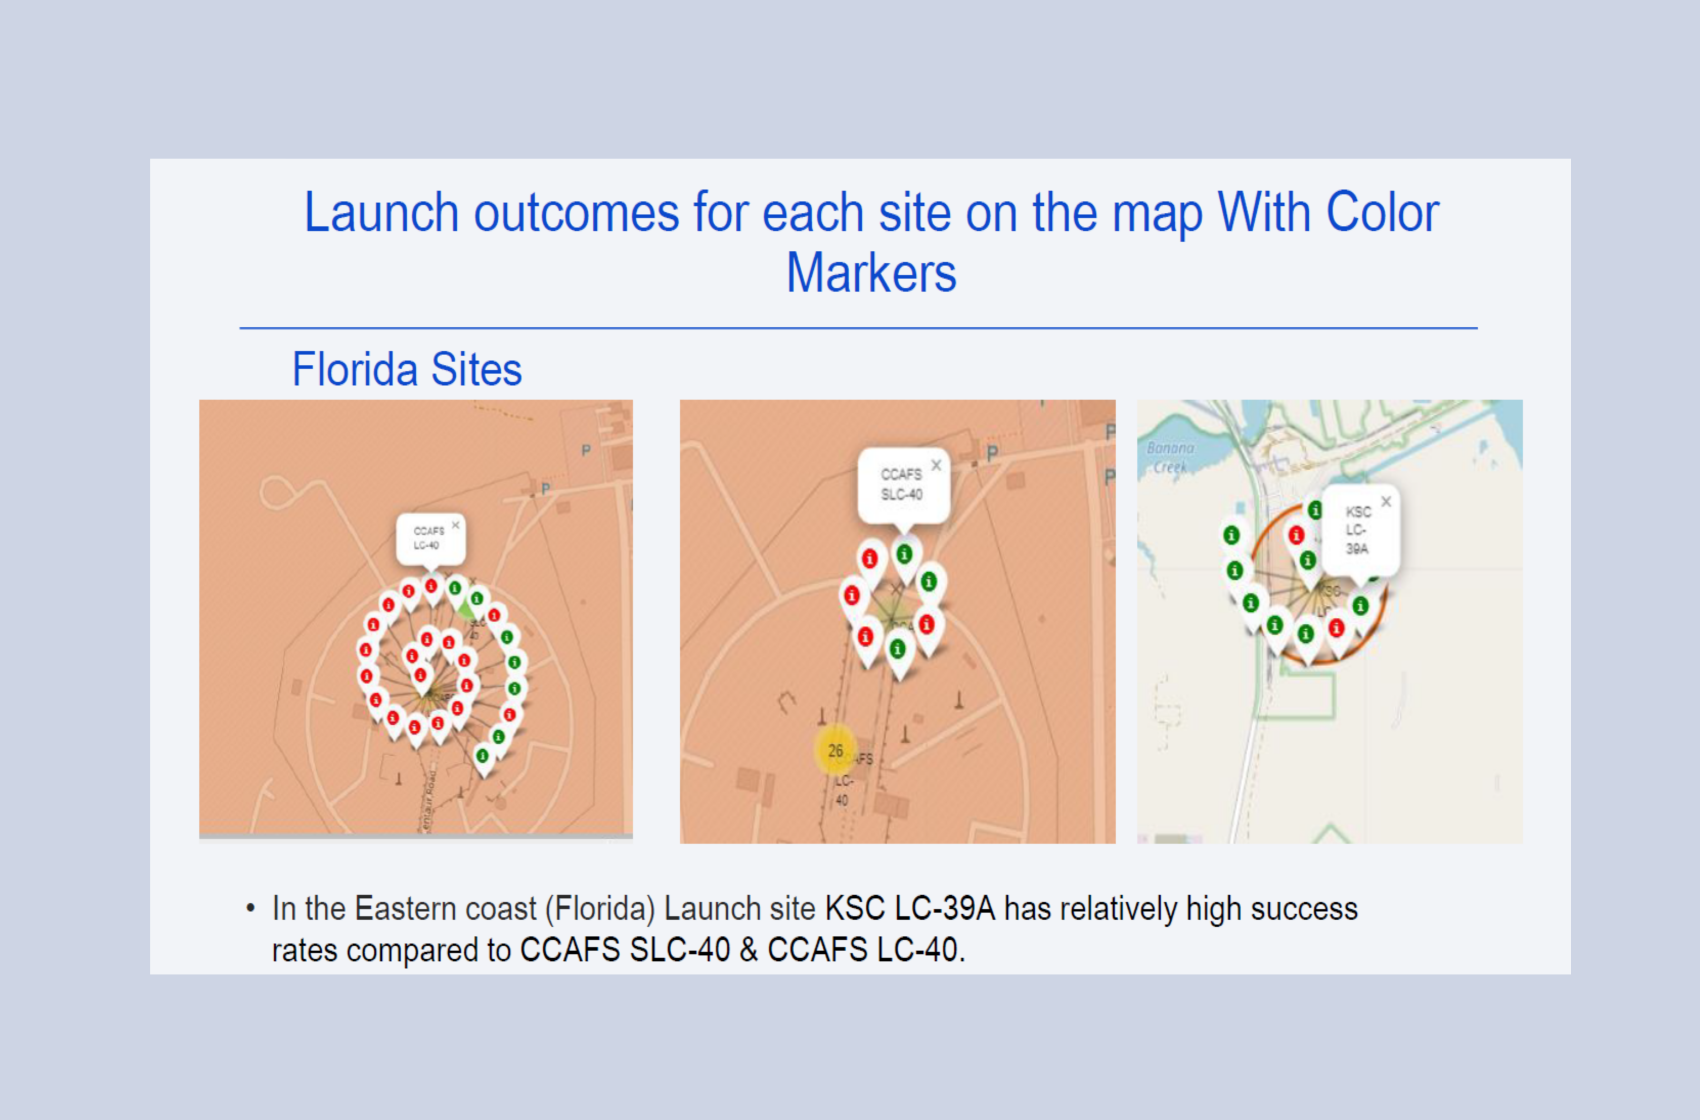 Launch outcomes for each site on the map With Color
Markers
Florida Sites
P
P
CCAFS
LC-40
×
P
P
P
CCAFS
SLC-40
×
26
AFS
LC-
40
Banana
Creek
KSC
LC-
39A
×
• In the Eastern coast (Florida) Launch site KSC LC-39A has relatively high success
rates compared to CCAFS SLC-40 & CCAFS LC-40.